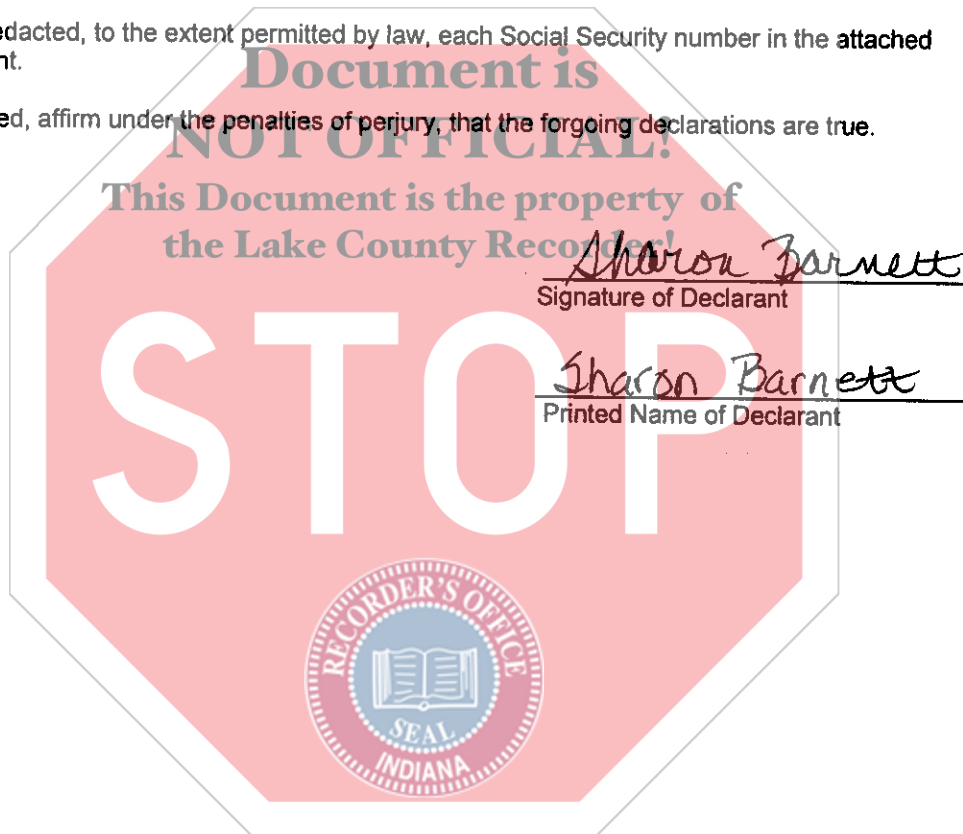 edacted, to the extent permitted by law, each Social Security number in the attached
nt.
Document is
ed, affirm under the penalties of perjury, that the forgoing declarations are true.
NOT OFFICIAL!
This Document is the property of
the Lake County Recorder!
Sharon Barnett
Signature of Declarant
Sharon Barnett
Printed Name of Declarant
STOP
RECORDER'S OFFICE
SEAL
INDIANA